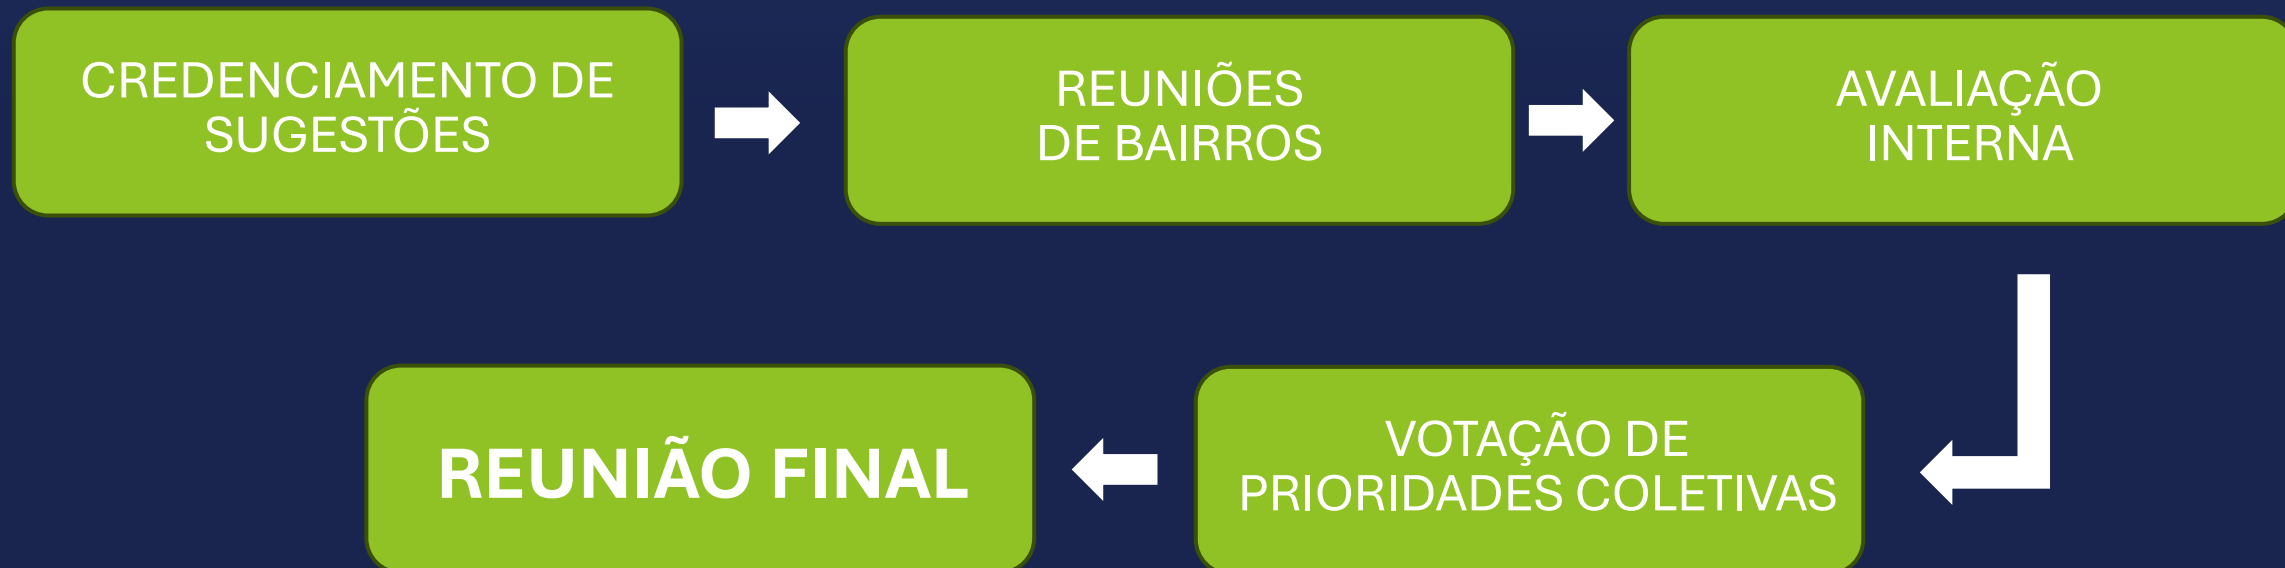 CREDENCIAMENTO DE
SUGESTÕES
REUNIÕES
DE BAIRROS
AVALIAÇÃO
INTERNA
VOTAÇÃO DE
PRIORIDADES COLETIVAS
REUNIÃO FINAL